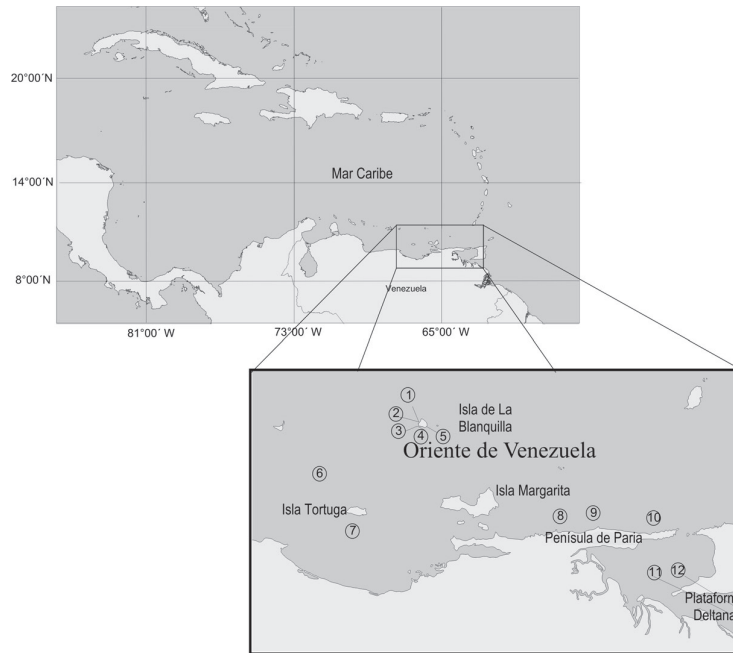 20°00´N
Mar Caribe
14°00´N
8°00´N
Venezuela
81°00´ W
73°00´ W
65°00´ W
1
2
Isla de La
Blanquilla
3
4
5
Oriente de Venezuela
6
Isla Margarita
Isla Tortuga
8
9
10
7
Penísula de Paria
11
12
Plataform
Deltana